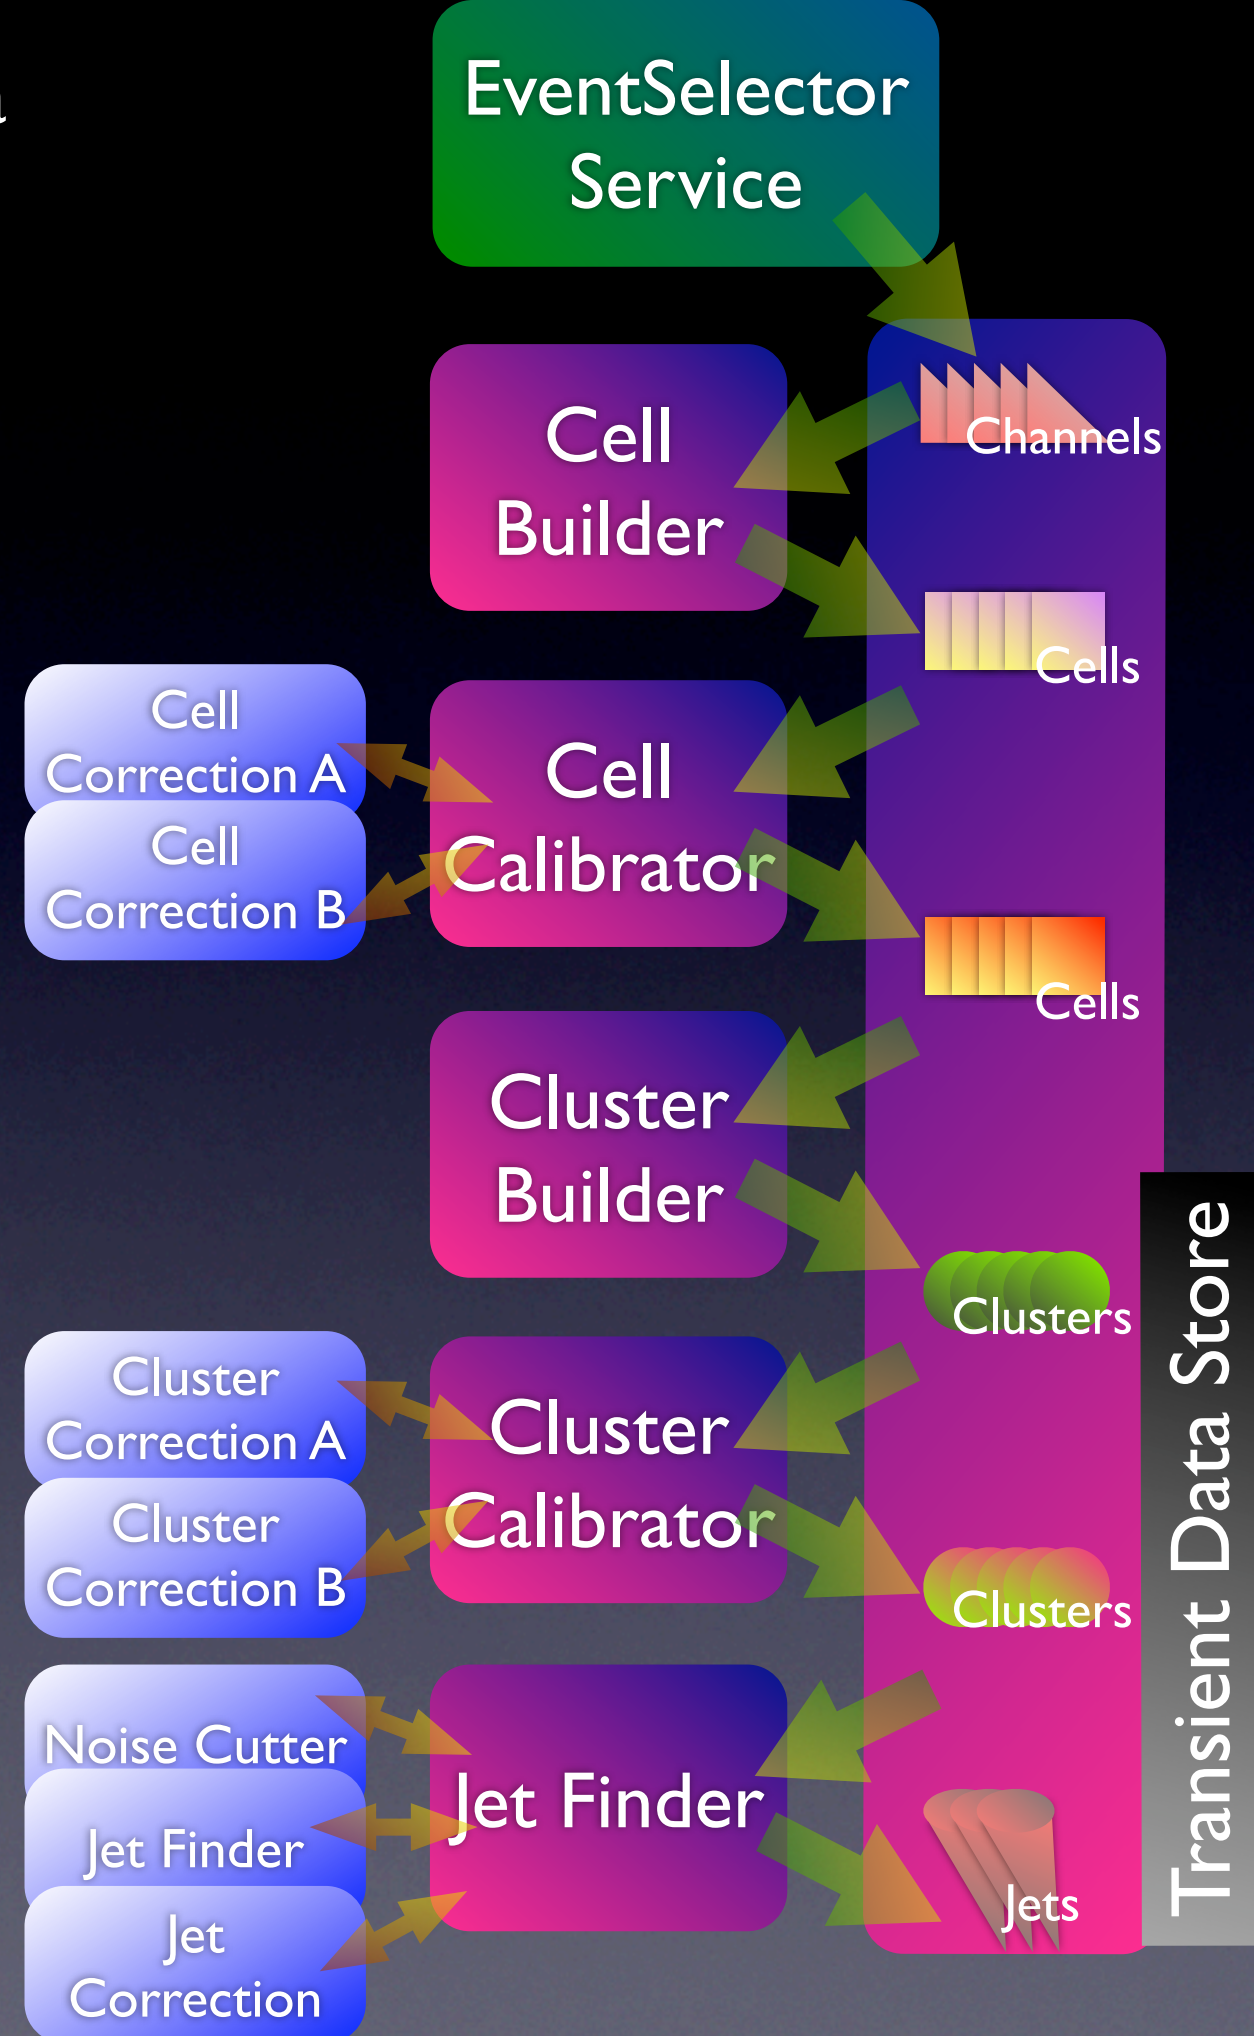 EventSelector
Service
Channels
Cell
Builder
Cells
Cell
Correction A
Cell
Correction B
Cell
Calibrator
Cells
Cluster
Builder
Clusters
Cluster
Correction A
Cluster
Correction B
Cluster
Calibrator
Clusters
Noise Cutter
Jet Finder
Jet
Correction
Jet Finder
Jets
Transient Data Store